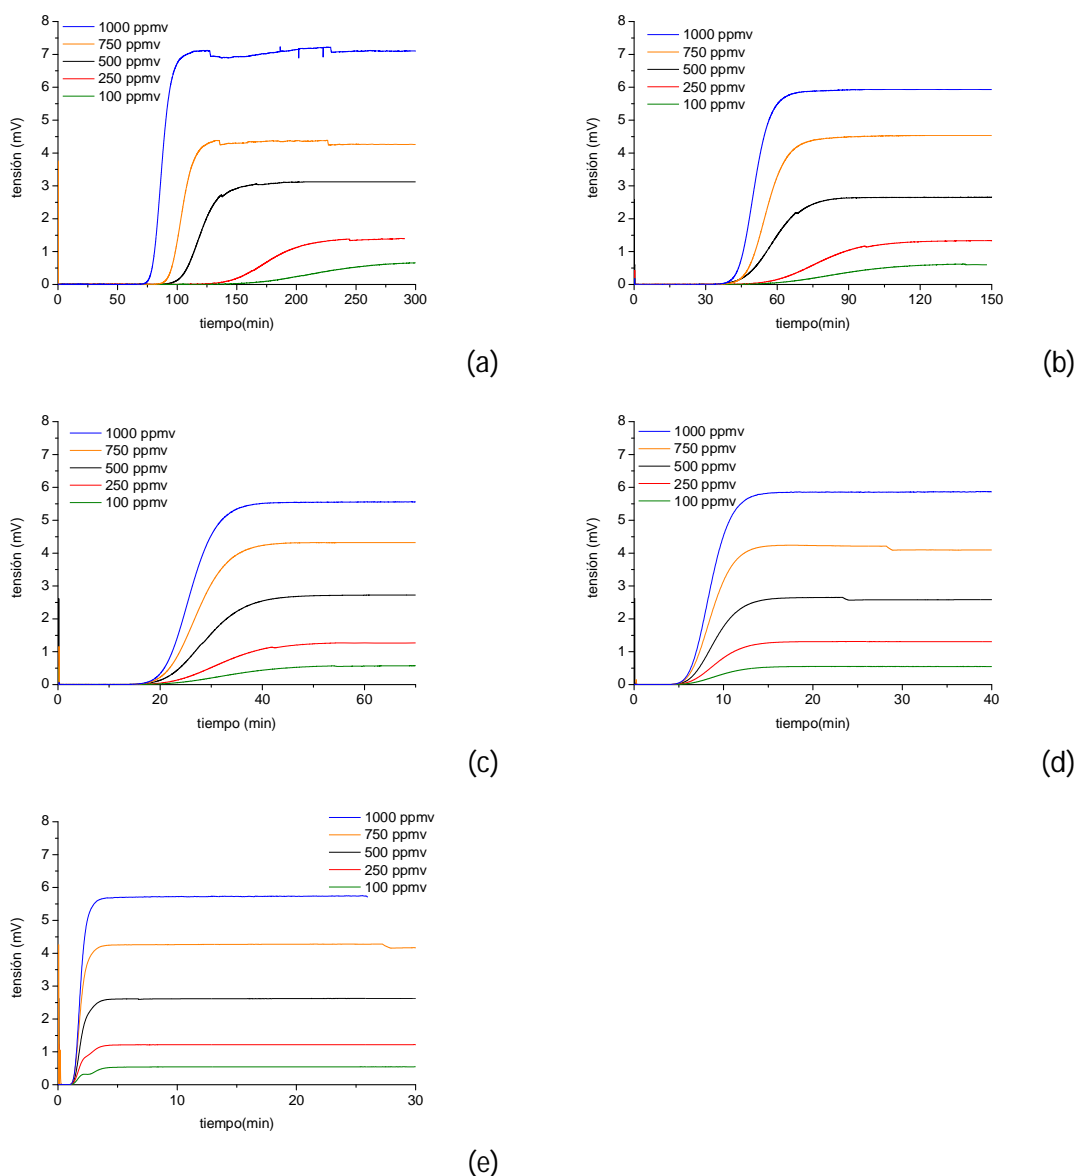 8
7
6
5
4
3
2
1
0
tensión (mV)
1000 ppmv
750 ppmv
500 ppmv
250 ppmv
100 ppmv
0 50 100 150 200 250 300
tiempo(min)
(a)
8
7
6
5
4
3
2
1
0
tensión (mV)
1000 ppmv
750 ppmv
500 ppmv
250 ppmv
100 ppmv
0 30 60 90 120 150
tiempo(min)
(b)
8
7
6
5
4
3
2
1
0
tensión (mV)
1000 ppmv
750 ppmv
500 ppmv
250 ppmv
100 ppmv
0 20 40 60
tiempo (min)
(c)
8
7
6
5
4
3
2
1
0
tensión (mV)
1000 ppmv
750 ppmv
500 ppmv
250 ppmv
100 ppmv
0 10 20 30 40
tiempo(min)
(d)
8
7
6
5
4
3
2
1
0
tensión (mV)
1000 ppmv
750 ppmv
500 ppmv
250 ppmv
100 ppmv
0 10 20 30
tiempo(min)
(e)